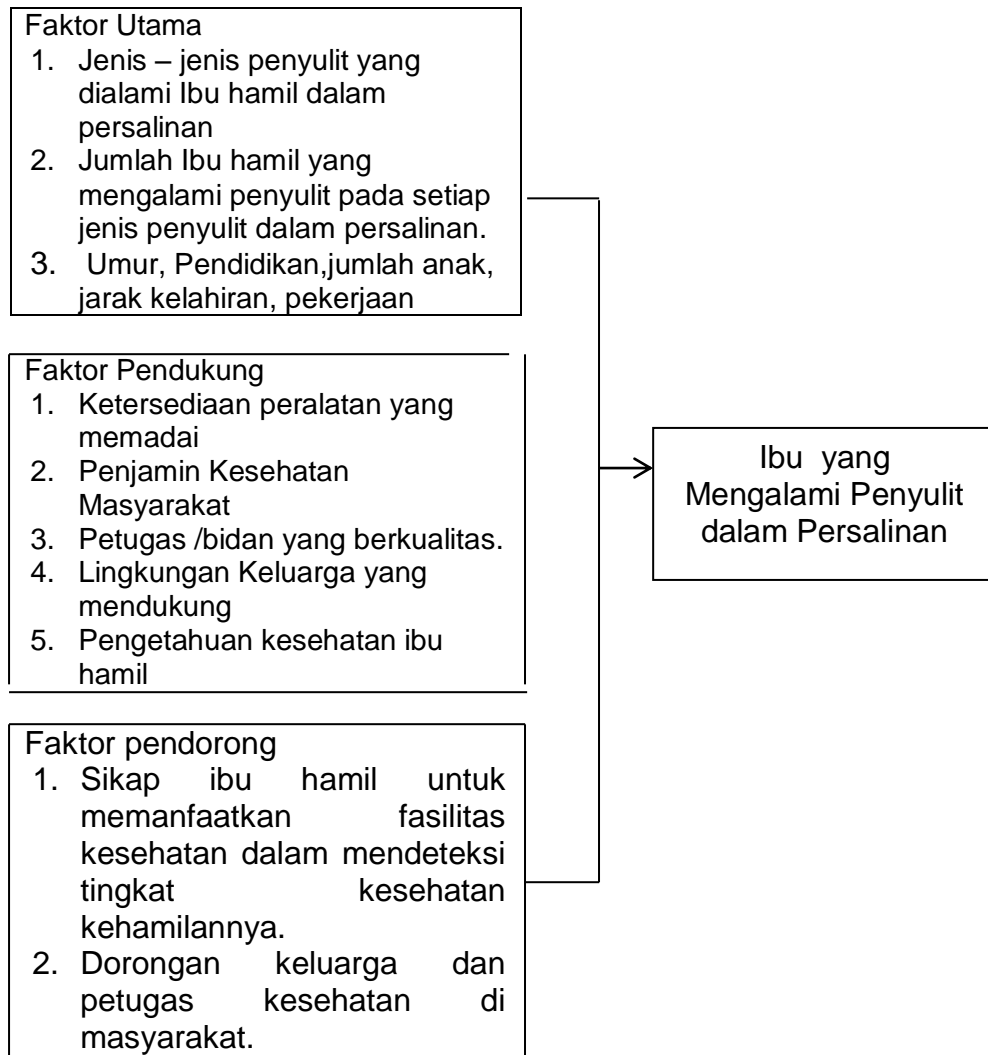 Faktor Utama
1. Jenis – jenis penyulit yang
dialami Ibu hamil dalam
persalinan
2. Jumlah Ibu hamil yang
mengalami penyulit pada setiap
jenis penyulit dalam persalinan.
3. Umur, Pendidikan,jumlah anak,
jarak kelahiran, pekerjaan
Faktor Pendukung
1. Ketersediaan peralatan yang
memadai
2. Penjamin Kesehatan
Masyarakat
3. Petugas /bidan yang berkualitas.
4. Lingkungan Keluarga yang
mendukung
5. Pengetahuan kesehatan ibu
hamil
Faktor pendorong
1. Sikap ibu hamil untuk
memanfaatkan fasilitas
kesehatan dalam mendeteksi
tingkat kesehatan
kehamilannya.
2. Dorongan keluarga dan
petugas kesehatan di
masyarakat.
Ibu yang
Mengalami Penyulit
dalam Persalinan